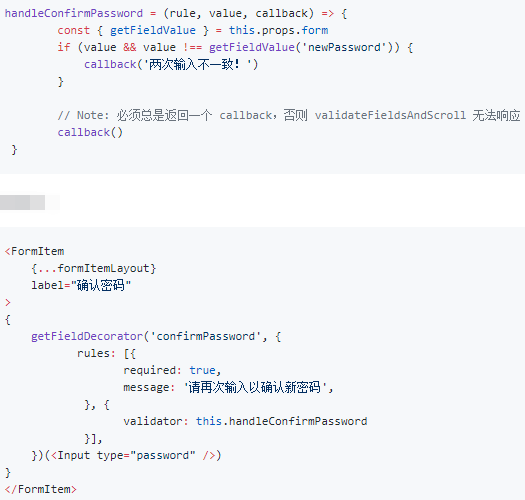 handleConfirmPassword = (rule, value, callback) => {
const { getFieldValue } = this.props.form
if (value && value !== getFieldValue('newPassword')) {
callback('两次输入不一致！')
}
// Note: 必须总是返回一个 callback，否则 validateFieldsAndScroll 无法响应
callback()
}
<FormItem
{...formItemLayout}
label="确认密码"
>
{
getFieldDecorator('confirmPassword', {
rules: [{
required: true,
message: '请再次输入以确认新密码',
}, {
validator: this.handleConfirmPassword
}],
})(<Input type="password" />)
}
</FormItem>